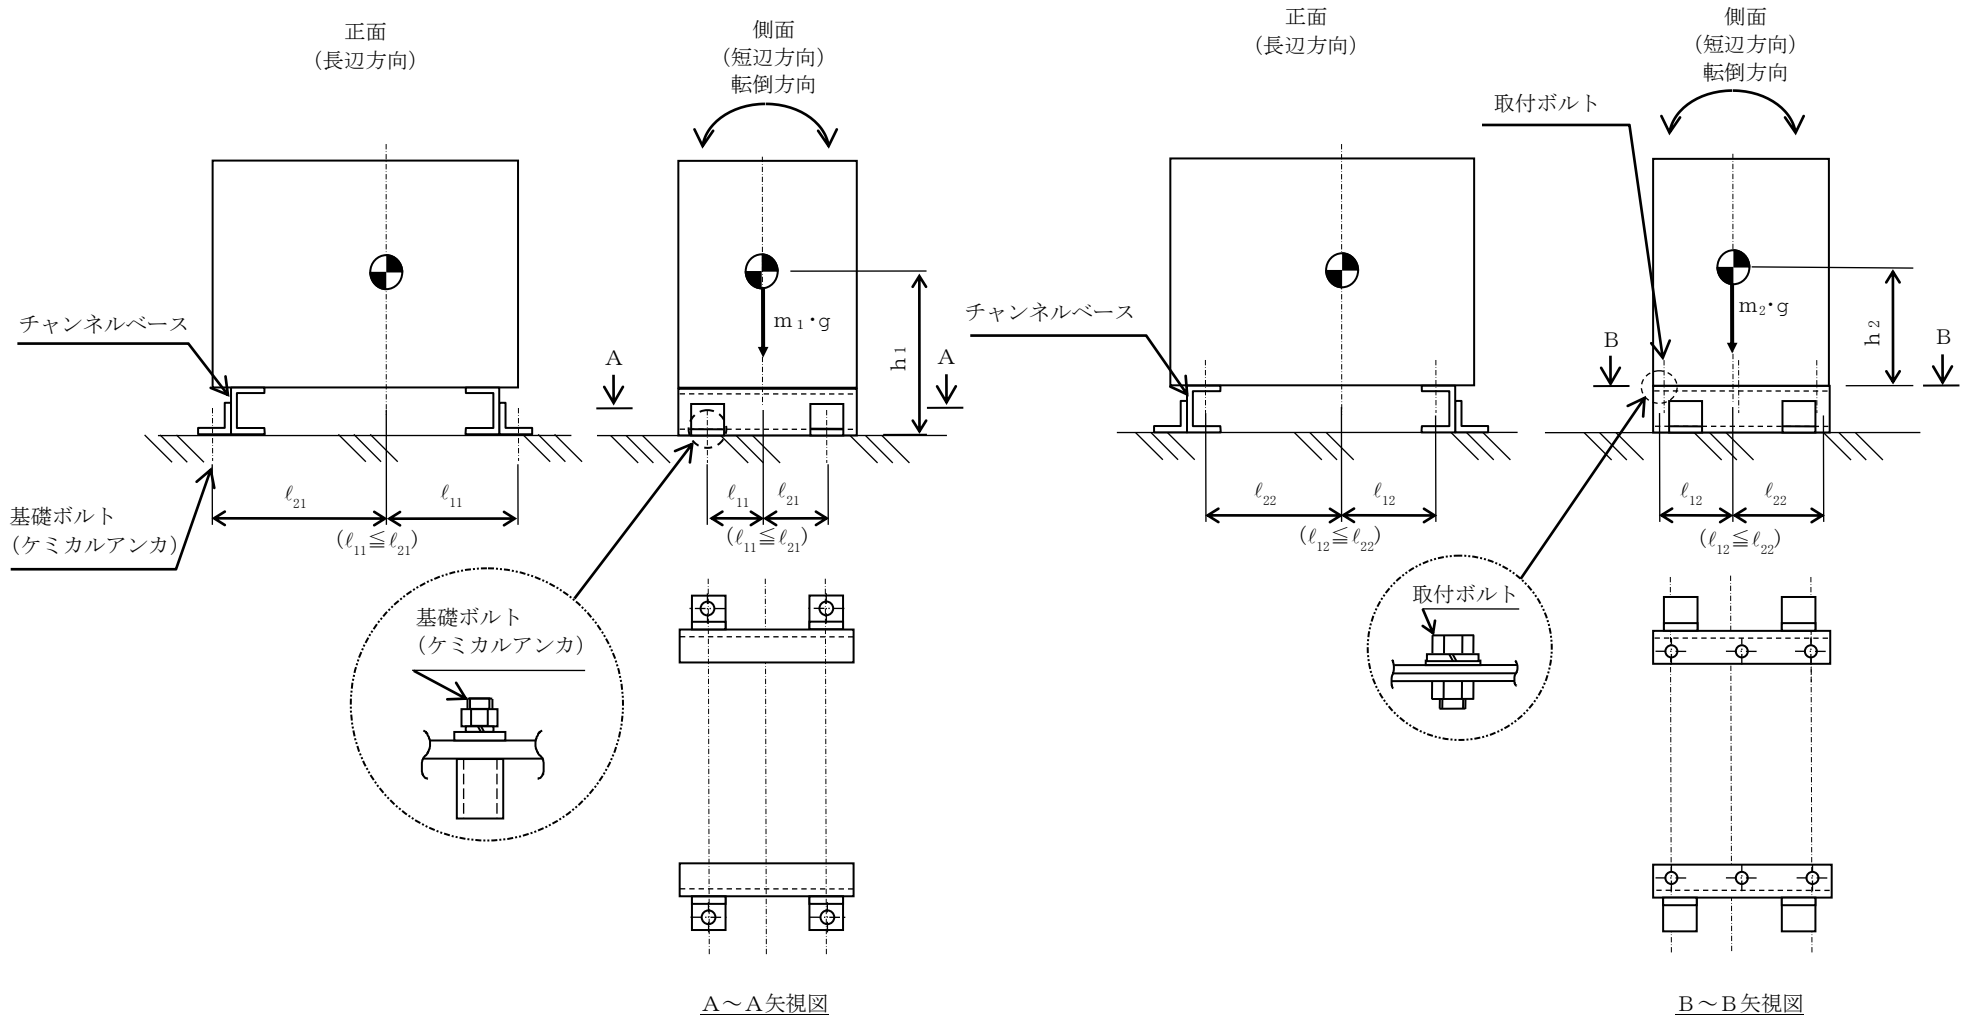 正面
(長辺方向)
側面
(短辺方向)
転倒方向
チャンネルベース
m₁・g
h₁
A
A
ℓ₂₁
ℓ₁₁
(ℓ₁₁≦ℓ₂₁)
ℓ₁₁
ℓ₂₁
(ℓ₁₁≦ℓ₂₁)
基礎ボルト
(ケミカルアンカ)
基礎ボルト
(ケミカルアンカ)
A～A矢視図
正面
(長辺方向)
側面
(短辺方向)
転倒方向
取付ボルト
チャンネルベース
m₂・g
h₂
B
B
ℓ₂₂
ℓ₁₂
(ℓ₁₂≦ℓ₂₂)
ℓ₁₂
ℓ₂₂
(ℓ₁₂≦ℓ₂₂)
取付ボルト
B～B矢視図